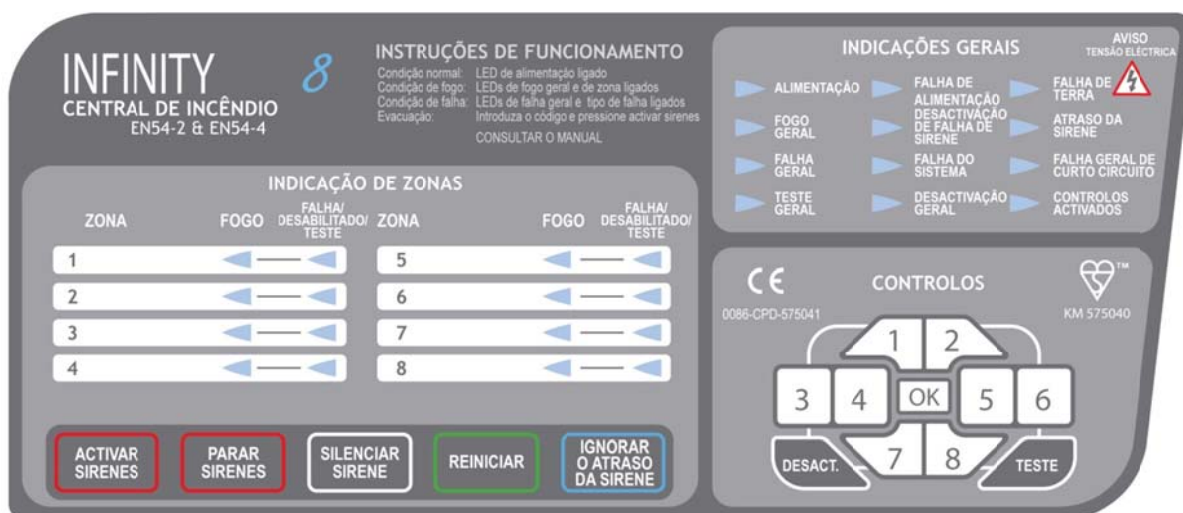 INFINITY 8
CENTRAL DE INCÊNDIO
EN54-2 & EN54-4
INSTRUÇÕES DE FUNCIONAMENTO
Condição normal: LED de alimentação ligado
Condição de fogo: LEDs de fogo geral e de zona ligados
Condição de falha: LEDs de falha geral e tipo de falha ligados
Evacuação: Introduza o código e pressione activar sirenes
CONSULTAR O MANUAL
INDICAÇÕES GERAIS
AVISO
TENSÃO ELÉCTRICA
ALIMENTAÇÃO
FOGO
GERAL
FALHA
GERAL
TESTE
GERAL
FALHA DE
ALIMENTAÇÃO
DESACTIVAÇÃO
DE FALHA DE
SIRENE
FALHA DO
SISTEMA
DESACTIVAÇÃO
GERAL
FALHA DE
TERRA
ATRASO DA
SIRENE
FALHA GERAL DE
CURTO CIRCUITO
CONTROLOS
ACTIVADOS
INDICAÇÃO DE ZONAS
ZONA FOGO FALHA/
DESABILITADO/
TESTE
1
2
3
4
ZONA FOGO FALHA/
DESABILITADO/
TESTE
5
6
7
8
ACTIVAR
SIRENES
PARAR
SIRENES
SILENCIAR
SIRENE
REINICIAR
IGNORAR
O ATRASO
DA SIRENE
CE
0086-CPD-575041
CONTROLOS
TM
KM 575040
1 2
3 4 OK 5 6
DESACT. 7 8 TESTE